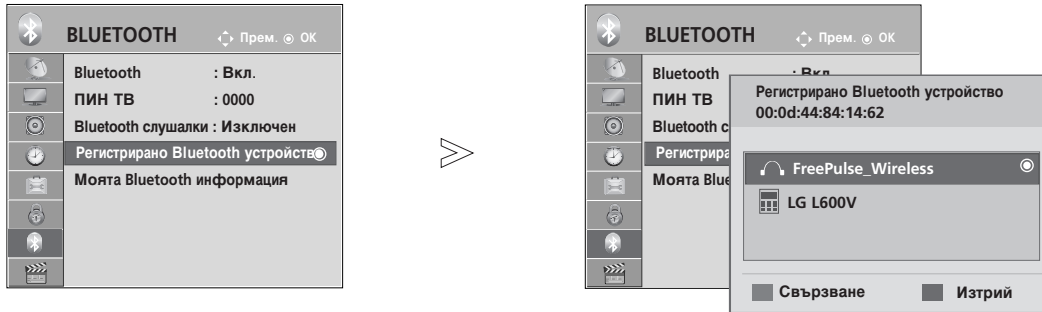 BLUETOOTH Прем. OK
Bluetooth : Вкл.
ПИН ТВ : 0000
Bluetooth слушалки : Изключен
Регистрирано Bluetooth устройств
Моята Bluetooth информация
BLUETOOTH Прем. OK
Bluetooth : Вкл.
ПИН ТВ
Bluetooth с
Регистрира
Моята Blue
Регистрирано Bluetooth устройство
00:0d:44:84:14:62
FreePulse_Wireless
LG L600V
Свързване Изтрий